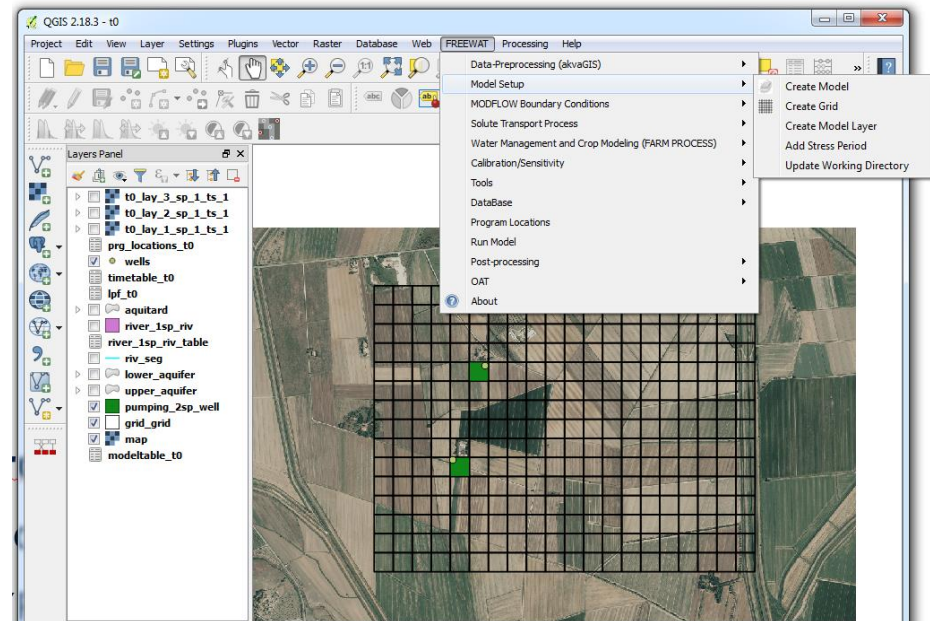 QGIS 2.18.3 - t0
Project Edit View Layer Settings Plugins Vector Raster Database Web FREEWAT Processing Help
Data-Preprocessing (akvaGIS)
Model Setup
MODFLOW Boundary Conditions
Solute Transport Process
Water Management and Crop Modeling (FARM PROCESS)
Calibration/Sensitivity
Tools
DataBase
Program Locations
Run Model
Post-processing
OAT
About
Create Model
Create Grid
Create Model Layer
Add Stress Period
Update Working Directory
abc
Layers Panel
t0_lay_3_sp_1_ts_1
t0_lay_2_sp_1_ts_1
t0_lay_1_sp_1_ts_1
prg_locations_t0
wells
timetable_t0
lpf_t0
aquitard
river_1sp_riv
river_1sp_riv_table
riv_seg
lower_aquifer
upper_aquifer
pumping_2sp_well
grid_grid
map
modeltable_t0